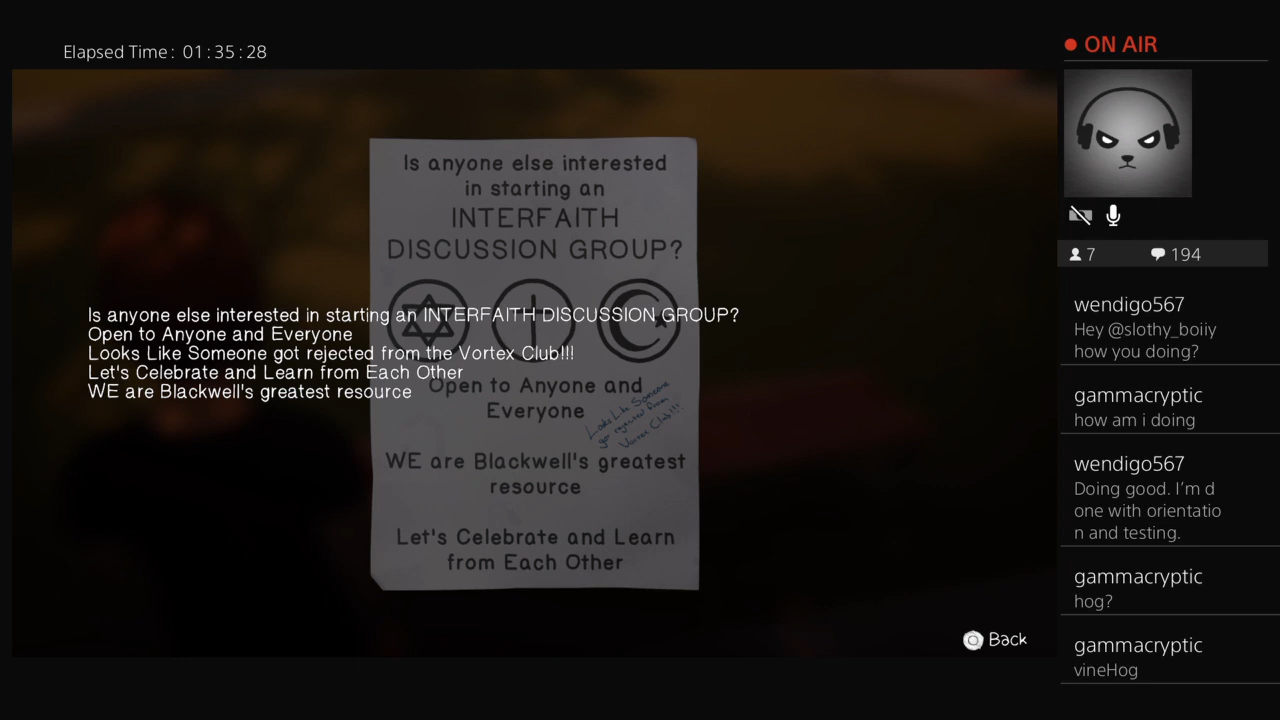 Elapsed Time: 01:35:28
Is anyone else interested
in starting an
INTERFAITH
DISCUSSION GROUP?
Open to Anyone and
Everyone
Looks Like Someone
got rejected from
Vortex Club!!!
WE are Blackwell's greatest
resource
Let's Celebrate and Learn
from Each Other
Is anyone else interested in starting an INTERFAITH DISCUSSION GROUP?
Open to Anyone and Everyone
Looks Like Someone got rejected from the Vortex Club!!!
Let's Celebrate and Learn from Each Other
WE are Blackwell's greatest resource
Back
ON AIR
7
194
wendigo567
Hey @slothy_boiiy
how you doing?
gammacryptic
how am i doing
wendigo567
Doing good. I'm d
one with orientatio
n and testing.
gammacryptic
hog?
gammacryptic
vineHog